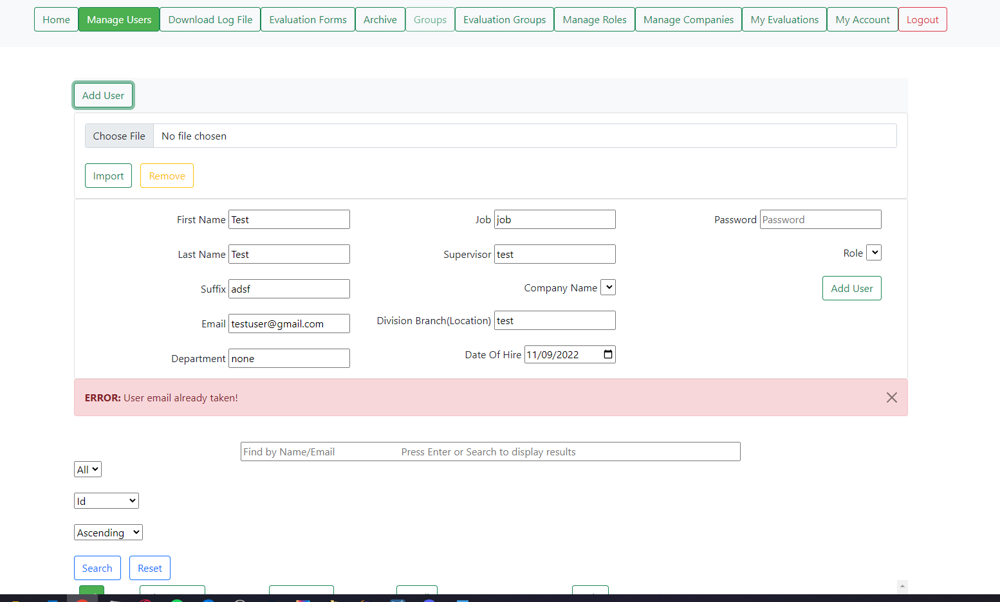 Home Manage Users Download Log File Evaluation Forms Archive Groups Evaluation Groups Manage Roles Manage Companies My Evaluations My Account Logout
Add User
Choose File No file chosen
Import Remove
First Name Test Job job Password Password
Last Name Test Supervisor test Role
Suffix adsf Company Name Add User
Email testuser@gmail.com Division Branch(Location) test
Department none Date Of Hire 11/09/2022
ERROR: User email already taken!
Find by Name/Email Press Enter or Search to display results
All
Id
Ascending
Search Reset